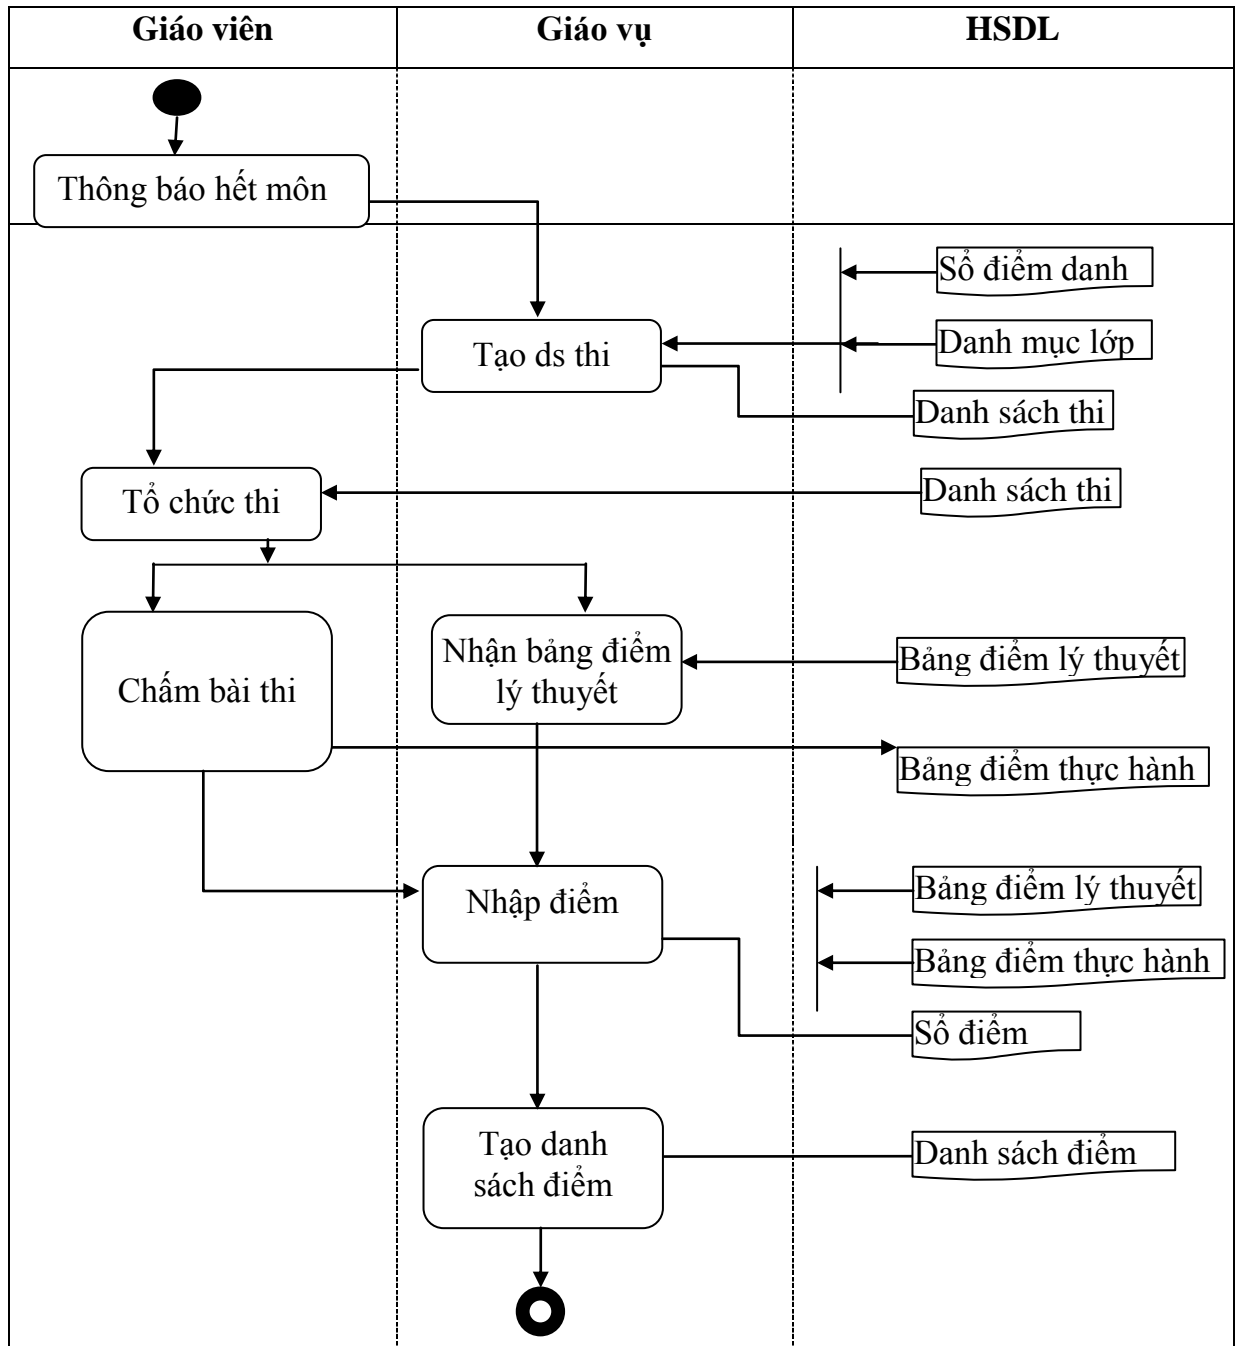 Giáo viên
Giáo vụ
HSDL
Thông báo hết môn
Sổ điểm danh
Tạo ds thi
Danh mục lớp
Danh sách thi
Tổ chức thi
Danh sách thi
Chấm bài thi
Nhận bảng điểm
lý thuyết
Bảng điểm lý thuyết
Bảng điểm thực hành
Nhập điểm
Bảng điểm lý thuyết
Bảng điểm thực hành
Sổ điểm
Tạo danh
sách điểm
Danh sách điểm